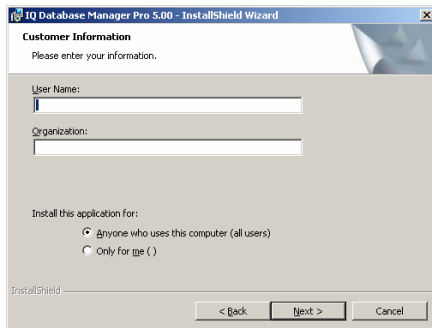 IQ Database Manager Pro 5.00 - InstallShield Wizard
Customer Information
Please enter your information.
User Name:
Organization:
Install this application for:
Anyone who uses this computer (all users)
Only for me ( )
InstallShield
< Back Next > Cancel